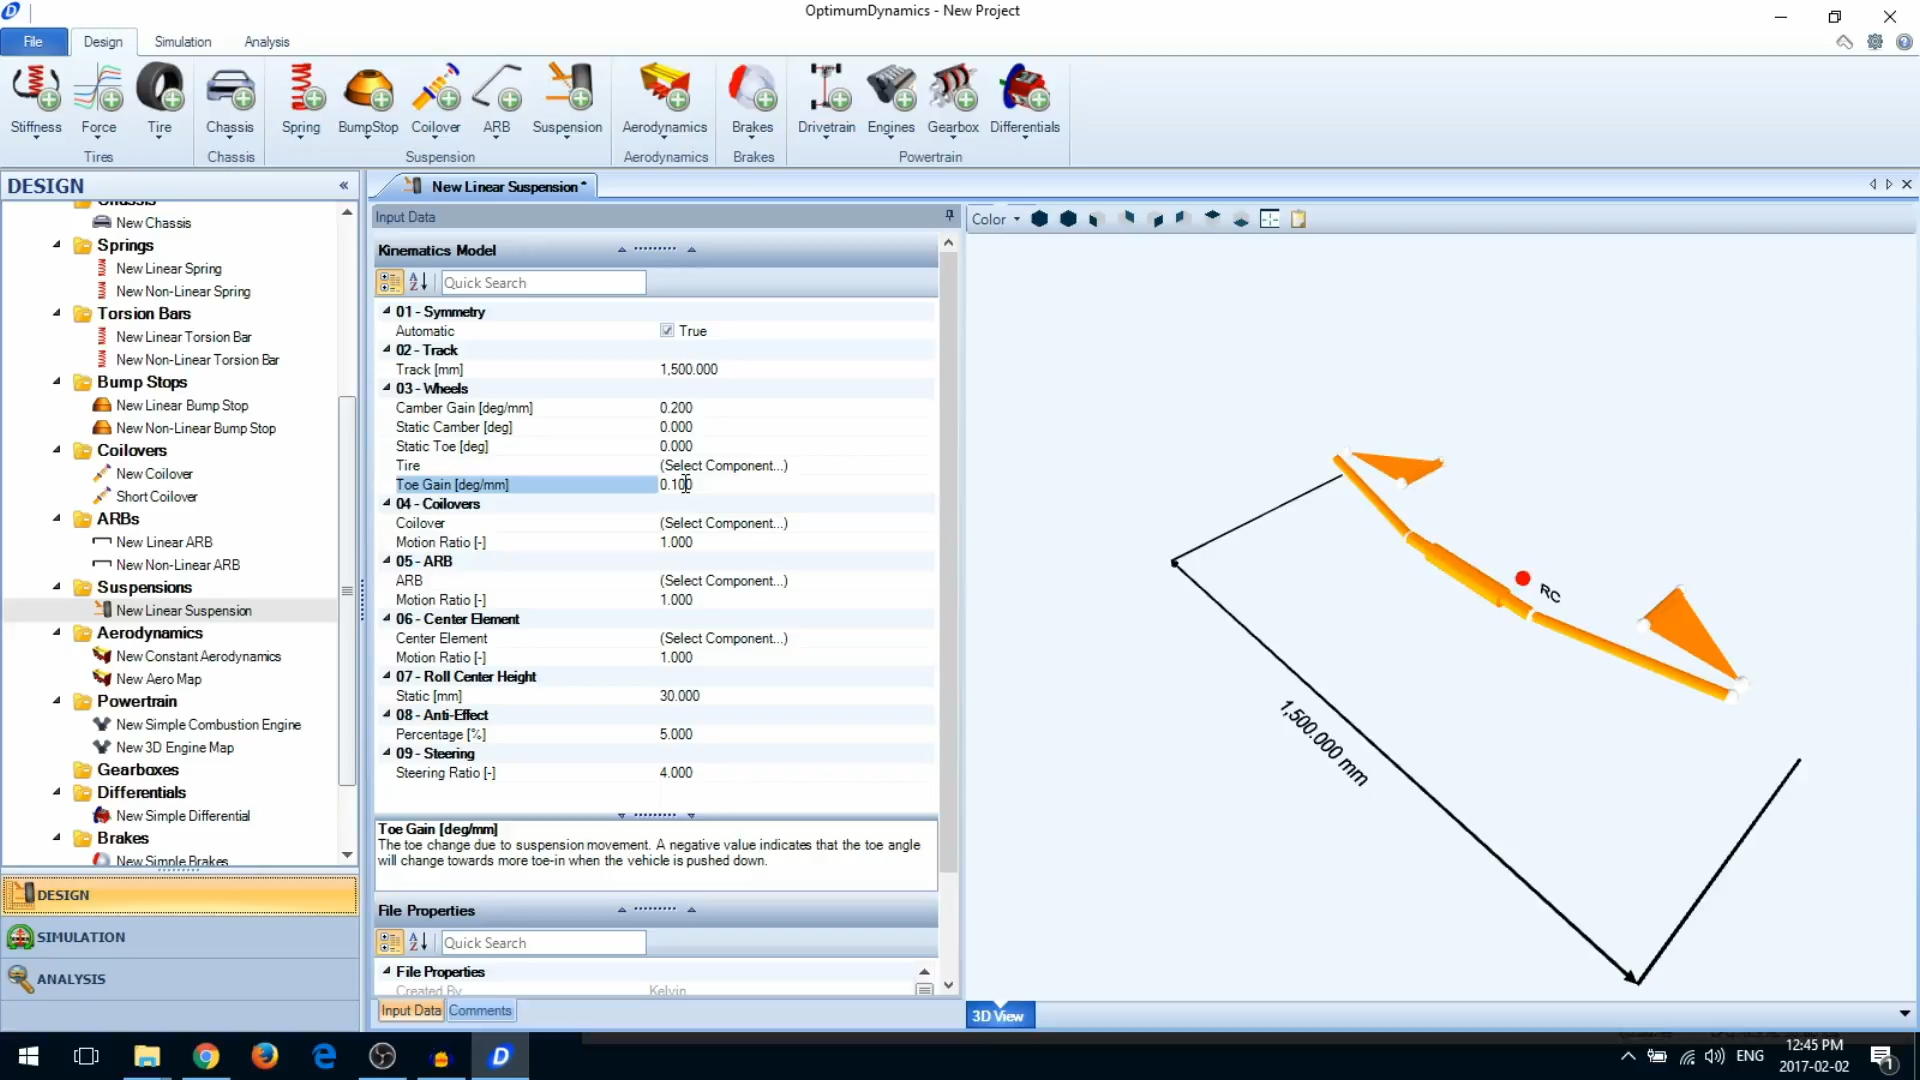 OptimumDynamics - New Project
File
Design
Simulation
Analysis
Stiffness
Force
Tire
Chassis
Spring
BumpStop
Coilover
ARB
Suspension
Aerodynamics
Brakes
Drivetrain
Engines
Gearbox
Differentials
Tires
Chassis
Suspension
Aerodynamics
Brakes
Powertrain
DESIGN
Chassis
New Chassis
Springs
New Linear Spring
New Non-Linear Spring
Torsion Bars
New Linear Torsion Bar
New Non-Linear Torsion Bar
Bump Stops
New Linear Bump Stop
New Non-Linear Bump Stop
Coilovers
New Coilover
Short Coilover
ARBs
New Linear ARB
New Non-Linear ARB
Suspensions
New Linear Suspension
Aerodynamics
New Constant Aerodynamics
New Aero Map
Powertrain
New Simple Combustion Engine
New 3D Engine Map
Gearboxes
Differentials
New Simple Differential
Brakes
New Simple Brakes
DESIGN
SIMULATION
ANALYSIS
New Linear Suspension *
Input Data
Kinematics Model
Quick Search
01 - Symmetry
Automatic True
02 - Track
Track [mm] 1,500.000
03 - Wheels
Camber Gain [deg/mm] 0.200
Static Camber [deg] 0.000
Static Toe [deg] 0.000
Tire (Select Component...)
Toe Gain [deg/mm] 0.100
04 - Coilovers
Coilover (Select Component...)
Motion Ratio [-] 1.000
05 - ARB
ARB (Select Component...)
Motion Ratio [-] 1.000
06 - Center Element
Center Element (Select Component...)
Motion Ratio [-] 1.000
07 - Roll Center Height
Static [mm] 30.000
08 - Anti-Effect
Percentage [%] 5.000
09 - Steering
Steering Ratio [-] 4.000
Toe Gain [deg/mm]
The toe change due to suspension movement. A negative value indicates that the toe angle
will change towards more toe-in when the vehicle is pushed down.
File Properties
Quick Search
File Properties
Created By Kelvin
Input Data
Comments
Color
RC
1,500.000 mm
3D View
ENG
12:45 PM
2017-02-02
1